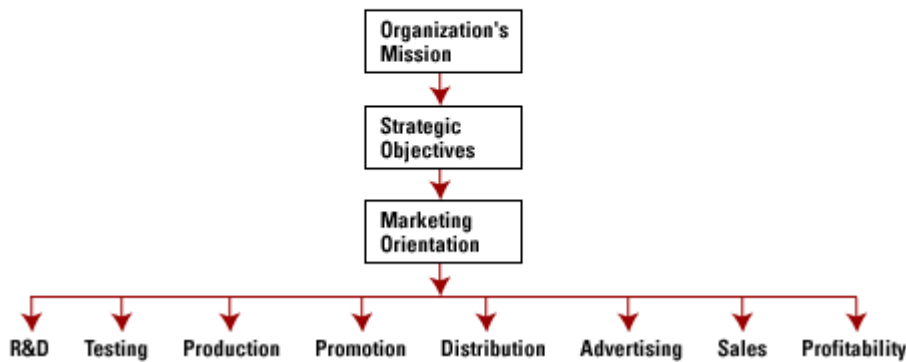 Organization's
Mission
Strategic
Objectives
Marketing
Orientation
R&D Testing Production Promotion Distribution Advertising Sales Profitability